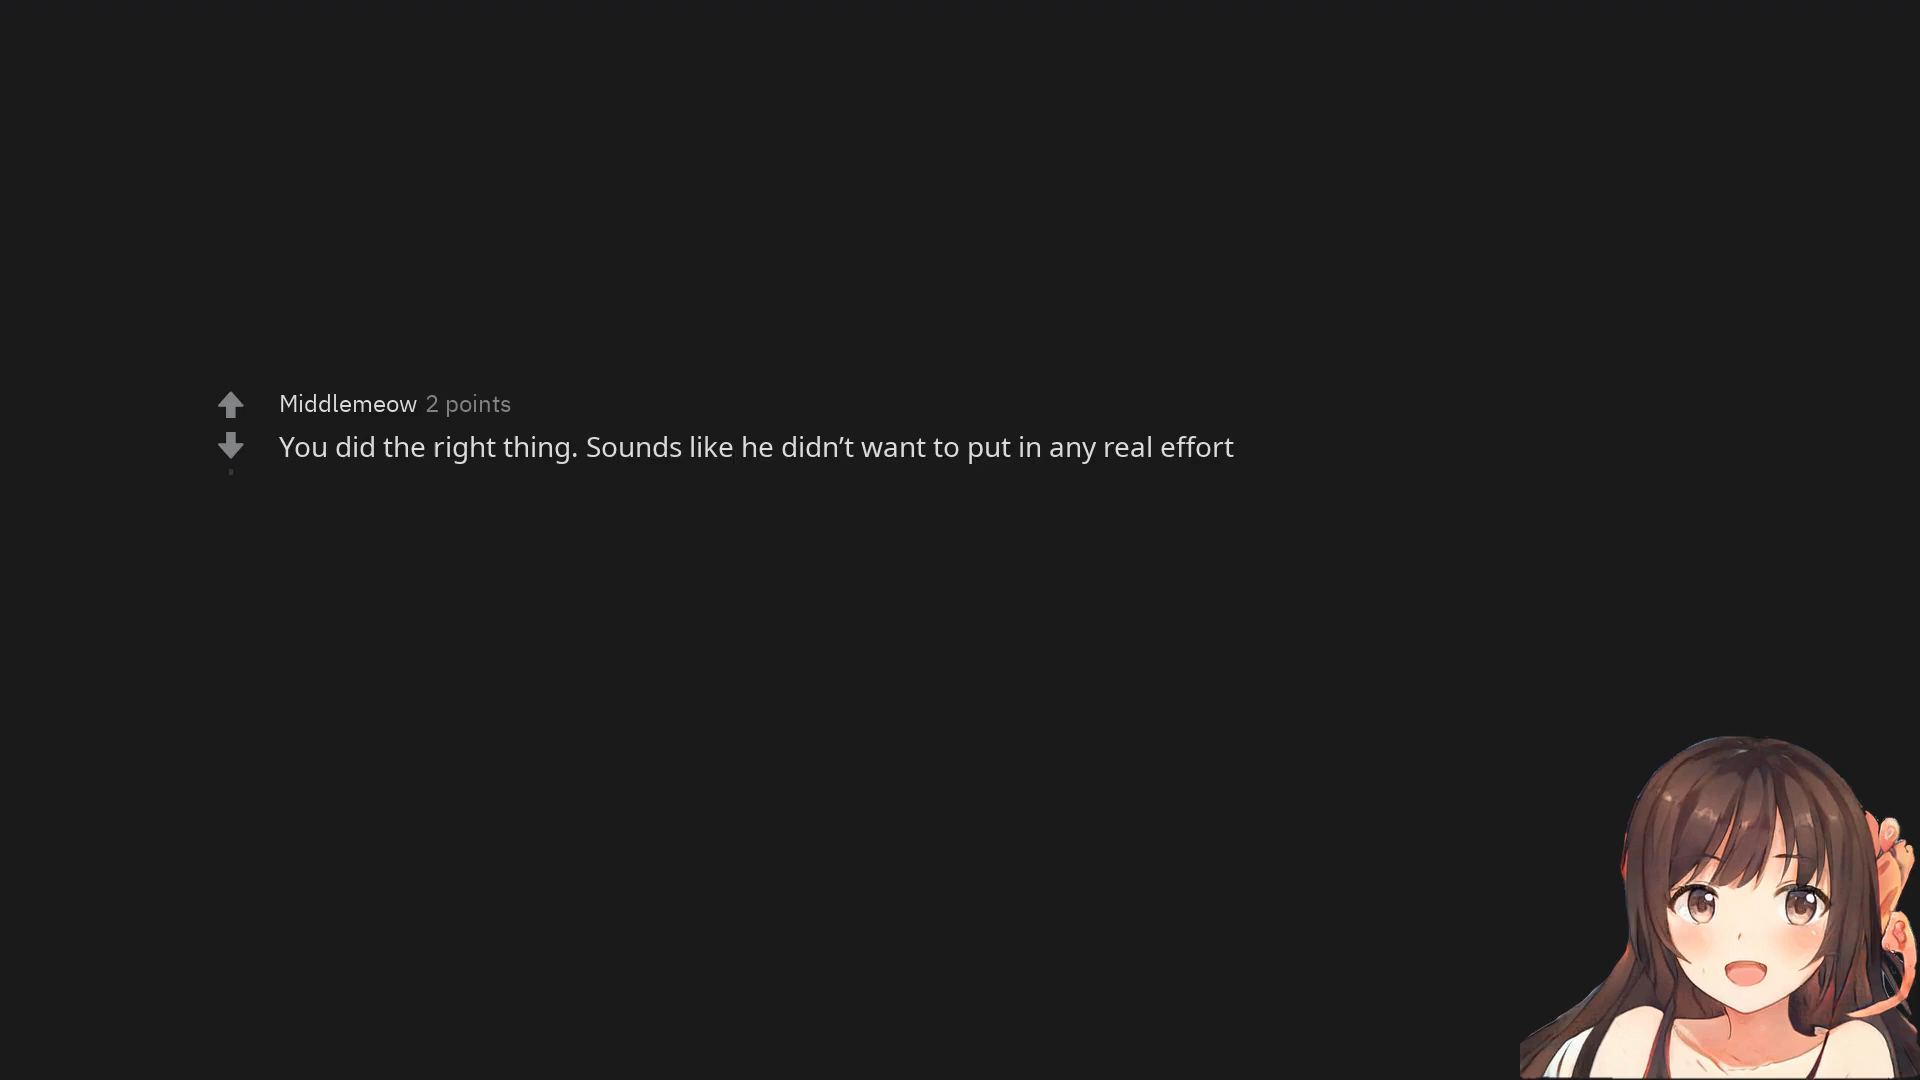 Middlemeow 2 points
You did the right thing. Sounds like he didn’t want to put in any real effort